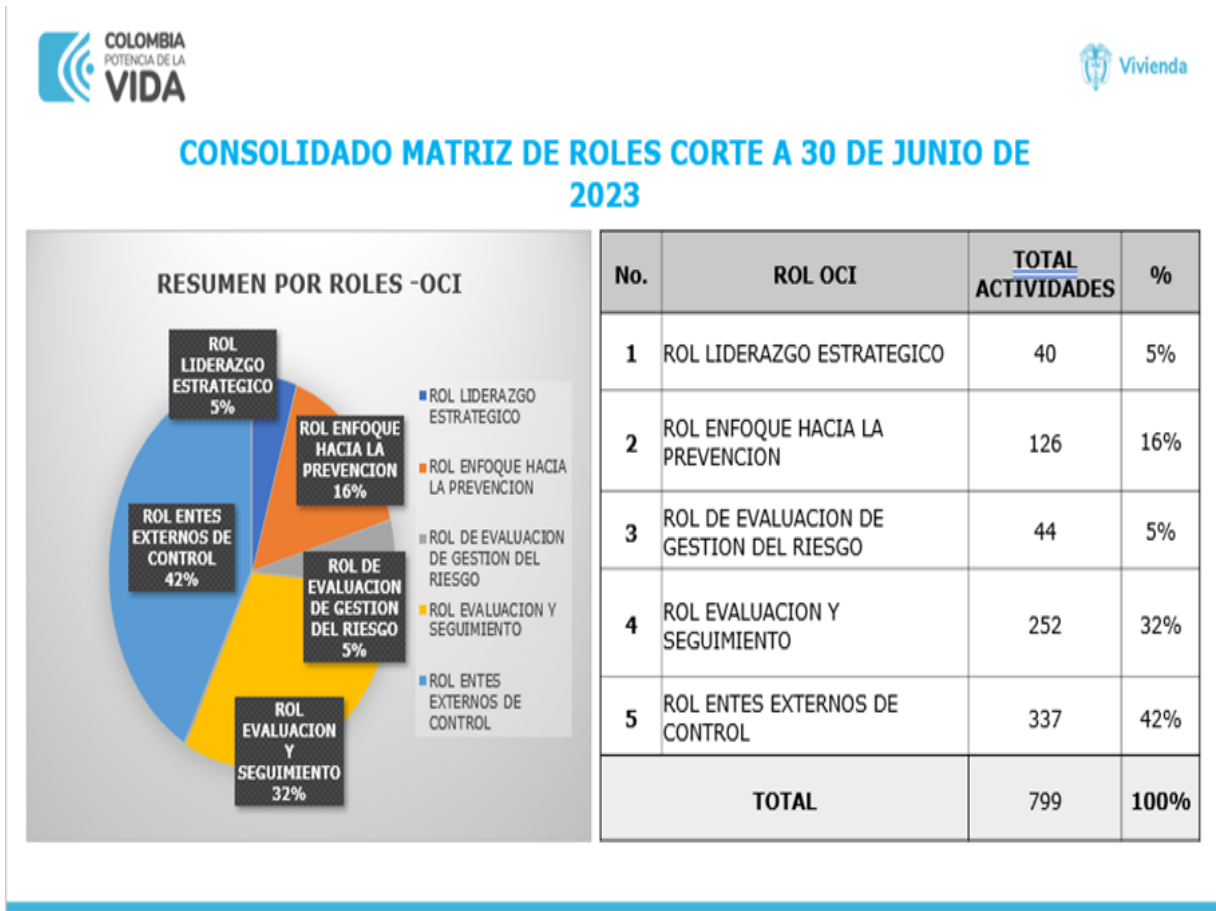 COLOMBIA
POTENCIA DE LA
VIDA
Vivienda
CONSOLIDADO MATRIZ DE ROLES CORTE A 30 DE JUNIO DE
2023
RESUMEN POR ROLES -OCI
ROL
LIDERAZGO
ESTRATEGICO
5%
ROL ENFOQUE
HACIA LA
PREVENCION
16%
ROL ENTES
EXTERNOS DE
CONTROL
42%
ROL DE
EVALUACION
DE GESTION
DEL RIESGO
5%
ROL
EVALUACION
Y
SEGUIMIENTO
32%
ROL LIDERAZGO
ESTRATEGICO
ROL ENFOQUE HACIA
LA PREVENCION
ROL DE EVALUACION
DE GESTION DEL
RIESGO
ROL EVALUACION Y
SEGUIMIENTO
ROL ENTES
EXTERNOS DE
CONTROL
No. ROL OCI TOTAL ACTIVIDADES %
1 ROL LIDERAZGO ESTRATEGICO 40 5%
2 ROL ENFOQUE HACIA LA
PREVENCION 126 16%
3 ROL DE EVALUACION DE
GESTION DEL RIESGO 44 5%
4 ROL EVALUACION Y
SEGUIMIENTO 252 32%
5 ROL ENTES EXTERNOS DE
CONTROL 337 42%
TOTAL 799 100%